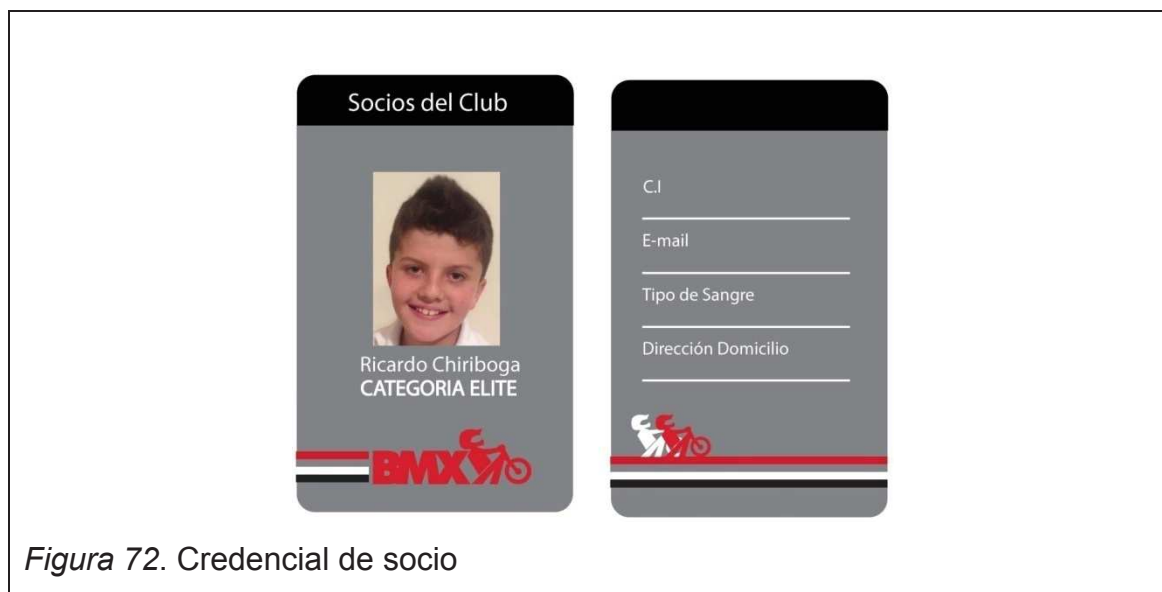 Socios del Club
Ricardo Chiriboga
CATEGORIA ELITE
BMX
C.I
E-mail
Tipo de Sangre
Dirección Domicilio
Figura 72. Credencial de socio